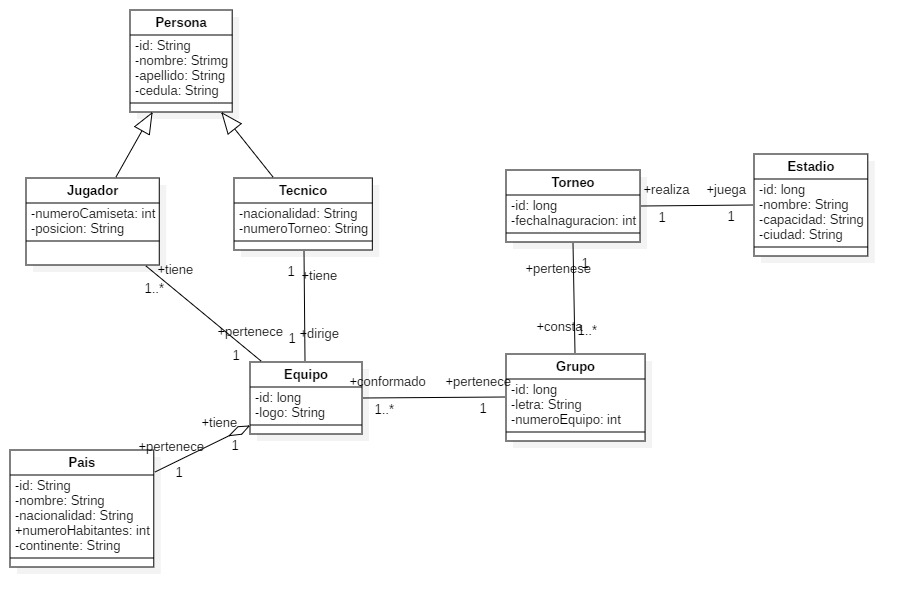 Persona
-id: String
-nombre: Strimg
-apellido: String
-cedula: String
Jugador
-numeroCamiseta: int
-posicion: String
Tecnico
-nacionalidad: String
-numeroTorneo: String
Torneo
-id: long
-fechaInaguracion: int
+realiza
+juega
1
1
Estadio
-id: long
-nombre: String
-capacidad: String
-ciudad: String
+tiene
1..*
1
+tiene
+pertenese
1
+pertenece
1
1
+dirige
+consta
1..*
Equipo
-id: long
-logo: String
+conformado
1..*
+pertenece
1
Grupo
-id: long
-letra: String
-numeroEquipo: int
+tiene
1
+pertenece
1
Pais
-id: String
-nombre: String
-nacionalidad: String
+numeroHabitantes: int
-continente: String